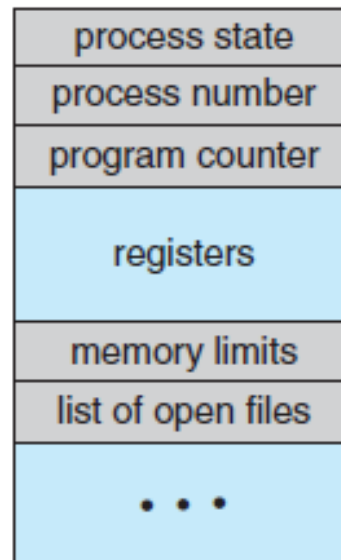 process state
process number
program counter
registers
memory limits
list of open files
• • •